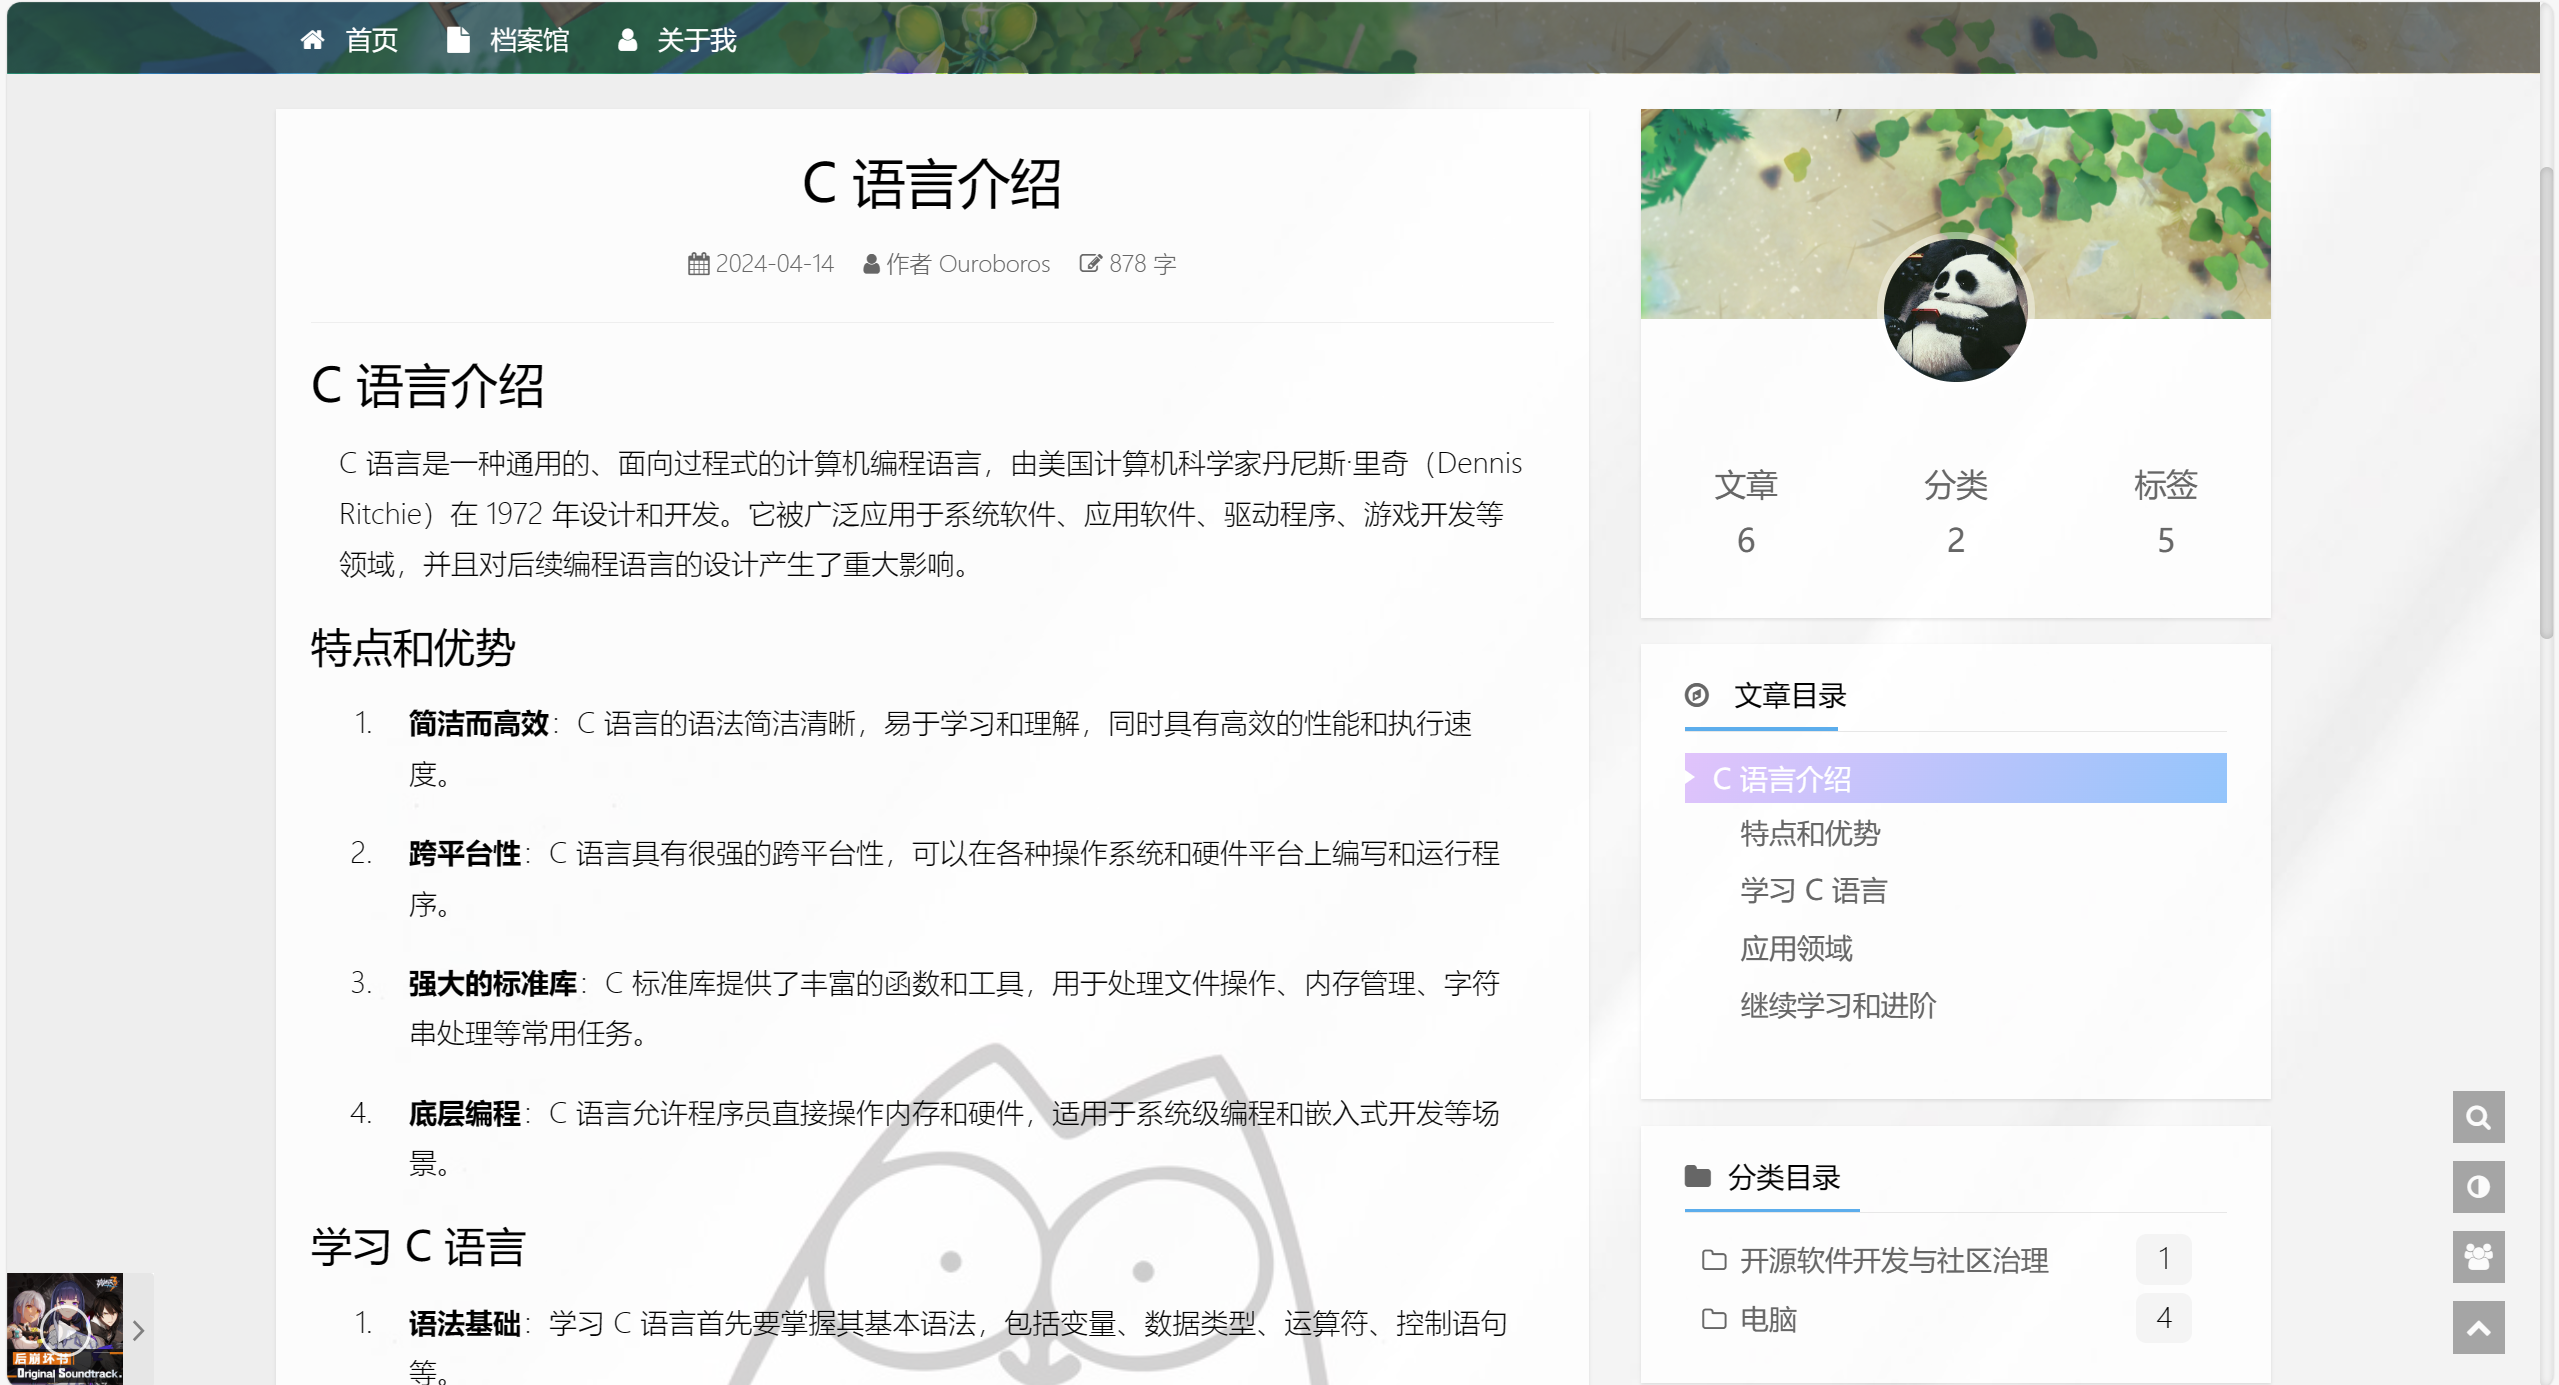 首页 档案馆 关于我
C 语言介绍
2024-04-14 作者 Ouroboros 878 字
C 语言介绍
C 语言是一种通用的、面向过程式的计算机编程语言，由美国计算机科学家丹尼斯·里奇（Dennis
Ritchie）在 1972 年设计和开发。它被广泛应用于系统软件、应用软件、驱动程序、游戏开发等
领域，并且对后续编程语言的设计产生了重大影响。
特点和优势
1. 简洁而高效：C 语言的语法简洁清晰，易于学习和理解，同时具有高效的性能和执行速
度。
2. 跨平台性：C 语言具有很强的跨平台性，可以在各种操作系统和硬件平台上编写和运行程
序。
3. 强大的标准库：C 标准库提供了丰富的函数和工具，用于处理文件操作、内存管理、字符
串处理等常用任务。
4. 底层编程：C 语言允许程序员直接操作内存和硬件，适用于系统级编程和嵌入式开发等场
景。
学习 C 语言
1. 语法基础：学习 C 语言首先要掌握其基本语法，包括变量、数据类型、运算符、控制语句
等。
文章 分类 标签
6 2 5
文章目录
C 语言介绍
特点和优势
学习 C 语言
应用领域
继续学习和进阶
分类目录
开源软件开发与社区治理 1
电脑 4
后崩坏书
Original Soundtrack